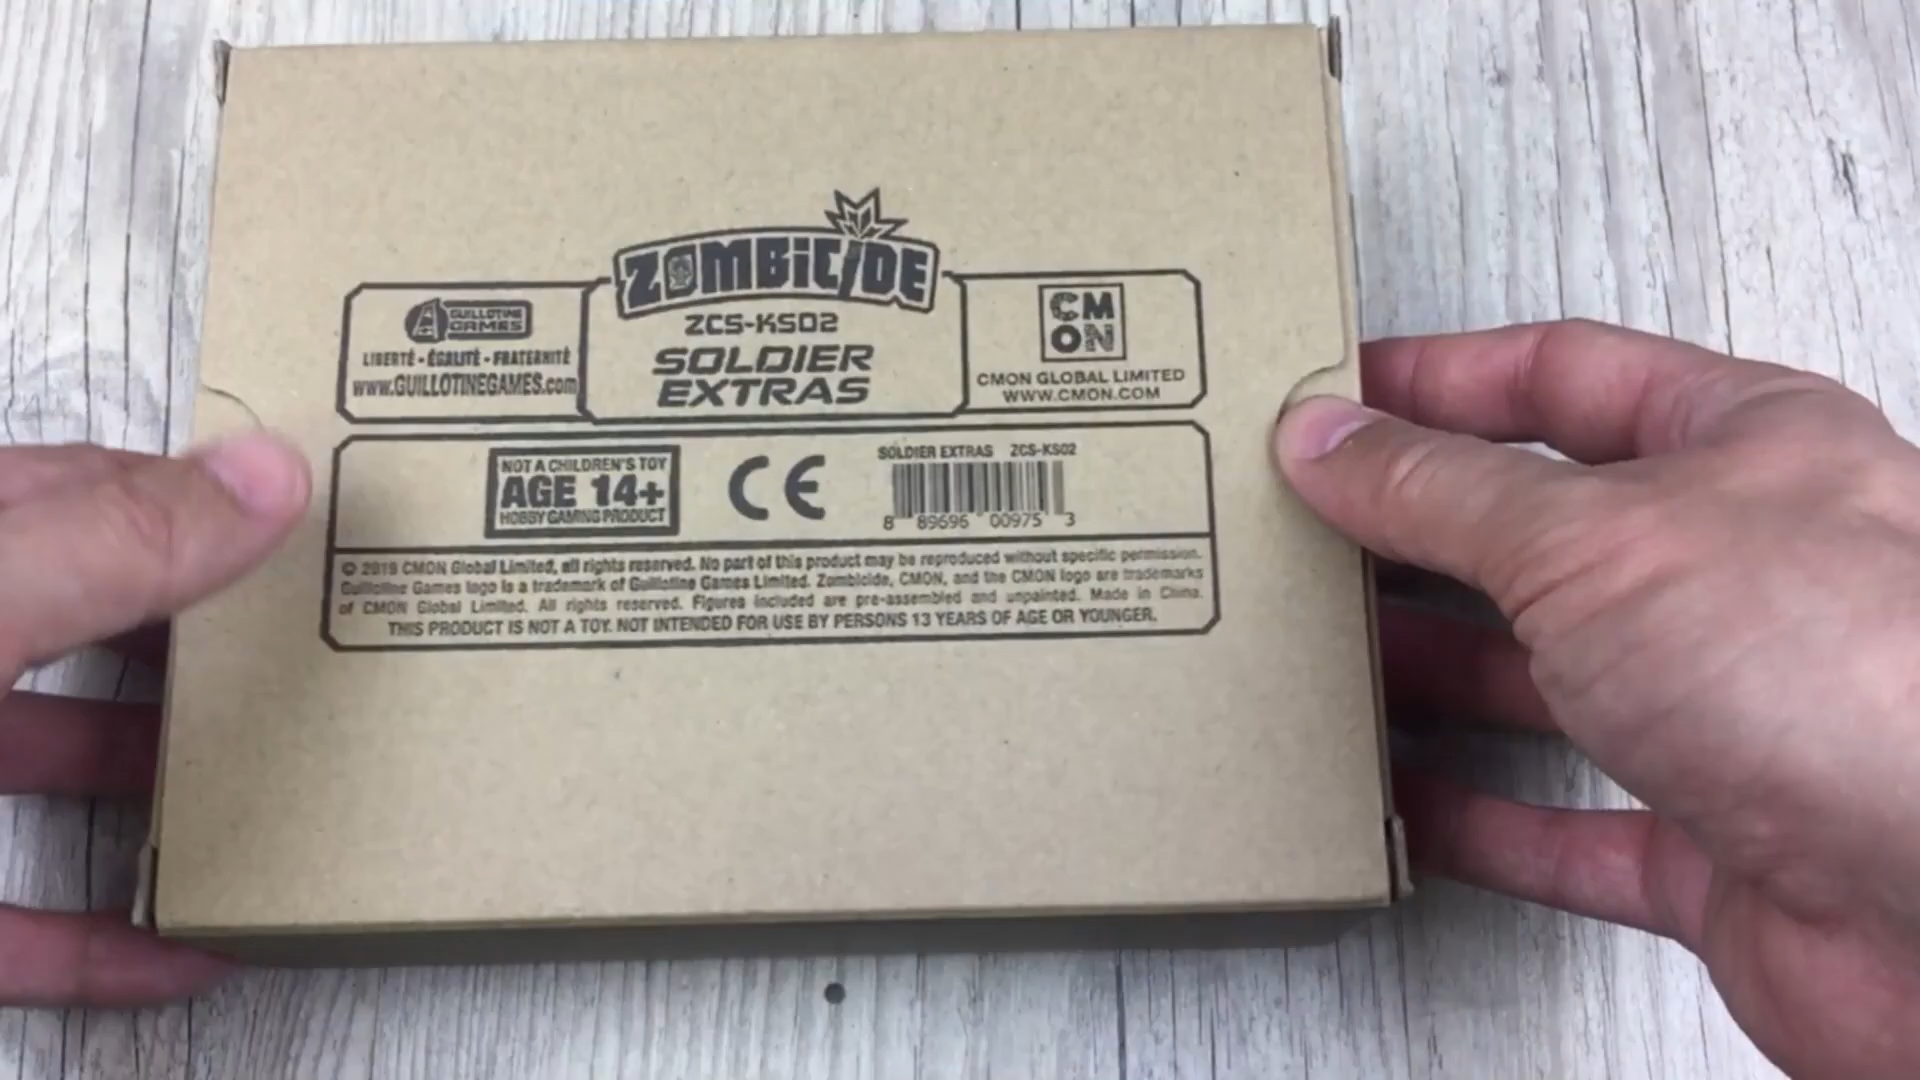 ZOMBICIDE
ZCS-KS02
SOLDIER
EXTRAS
GUILLOTINE
GAMES
LIBERTÉ - ÉGALITÉ - FRATERNITÉ
www.GUILLOTINEGAMES.com
CM
ON
CMON GLOBAL LIMITED
WWW.CMON.COM
NOT A CHILDREN'S TOY
AGE 14+
HOBBY GAMING PRODUCT
CE
SOLDIER EXTRAS ZCS-KS02
8 89696 00975 3
© 2019 CMON Global Limited, all rights reserved. No part of this product may be reproduced without specific permission.
Guillotine Games logo is a trademark of Guillotine Games Limited. Zombicide, CMON, and the CMON logo are trademarks
of CMON Global Limited. All rights reserved. Figures included are pre-assembled and unpainted. Made in China.
THIS PRODUCT IS NOT A TOY. NOT INTENDED FOR USE BY PERSONS 13 YEARS OF AGE OR YOUNGER.